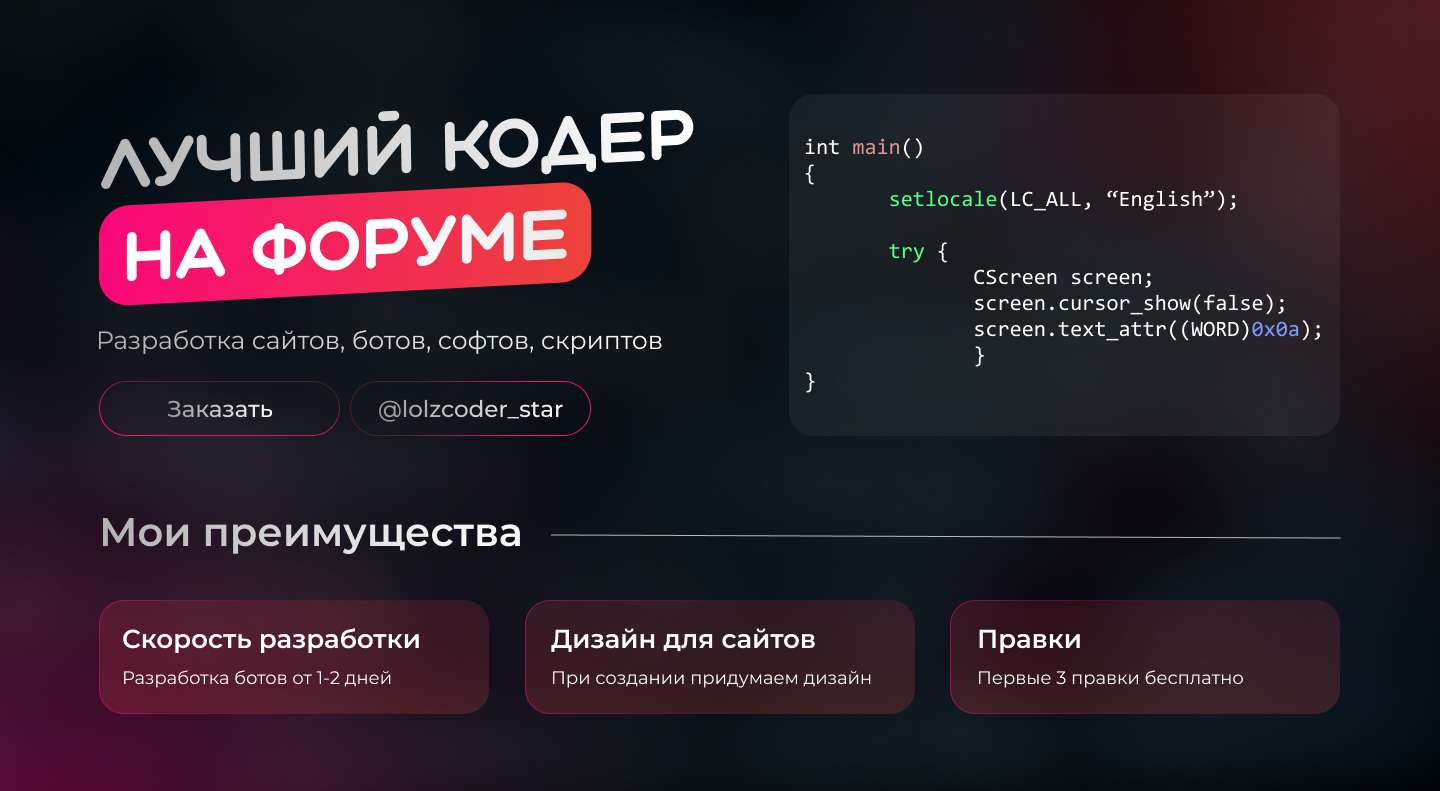 ЛУЧШИЙ КОДЕР
НА ФОРУМЕ
Разработка сайтов, ботов, софтов, скриптов
Заказать
@lolzcoder_star
int main()
{
setlocale(LC_ALL, “English”);
try {
CScreen screen;
screen.cursor_show(false);
screen.text_attr((WORD)0x0a);
}
}
Мои преимущества
Скорость разработки
Разработка ботов от 1-2 дней
Дизайн для сайтов
При создании придумаем дизайн
Правки
Первые 3 правки бесплатно